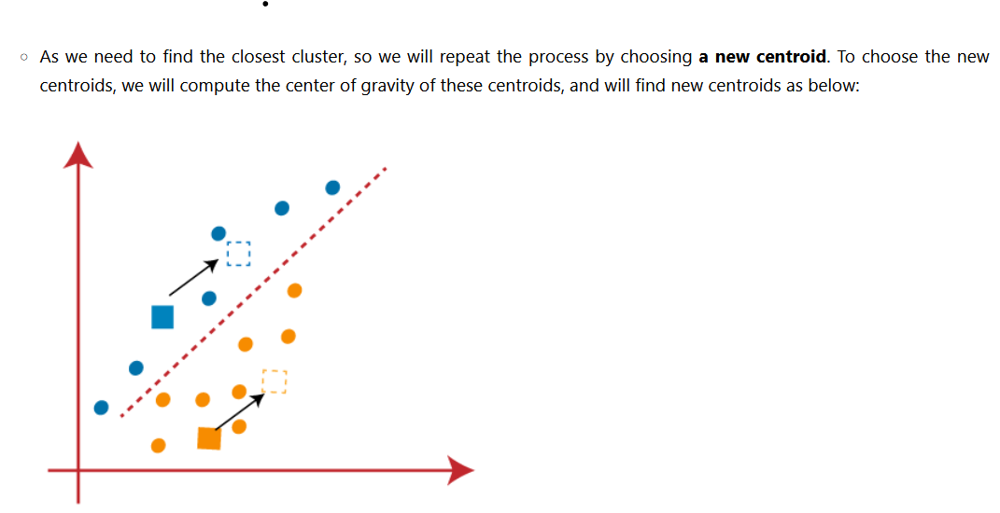 As we need to find the closest cluster, so we will repeat the process by choosing a new centroid. To choose the new
centroids, we will compute the center of gravity of these centroids, and will find new centroids as below: